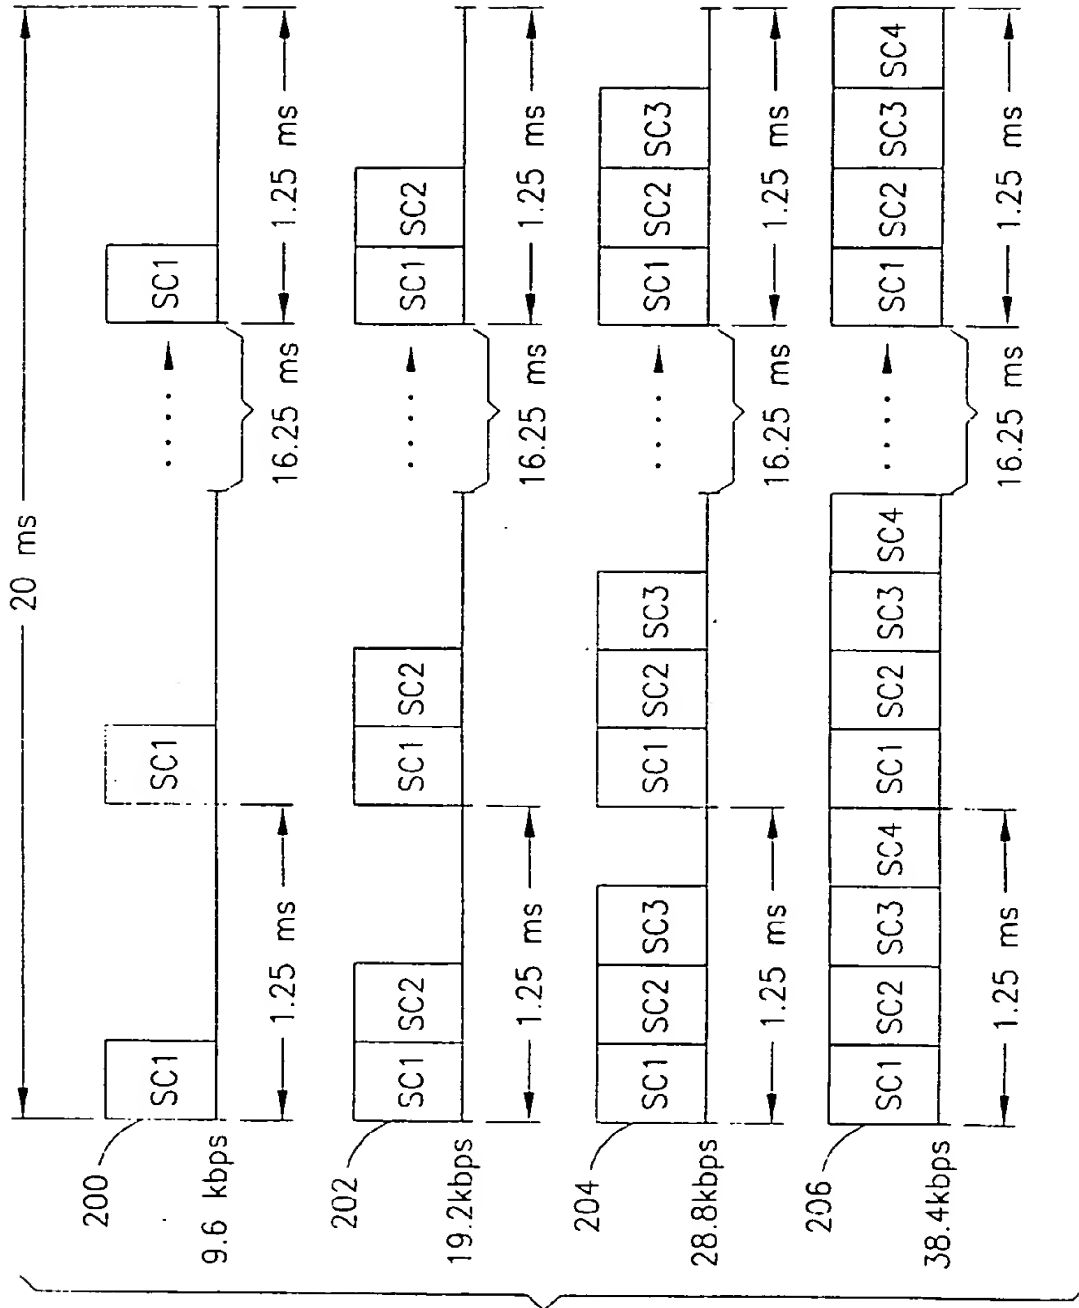 20 ms
200
9.6 kbps
SC1
SC1
.....
SC1
1.25 ms
16.25 ms
1.25 ms
202
19.2kbps
SC1 SC2
SC1 SC2
....
SC1 SC2
1.25 ms
16.25 ms
1.25 ms
204
28.8kbps
SC1 SC2 SC3
SC1 SC2 SC3
....
SC1 SC2 SC3
1.25 ms
16.25 ms
1.25 ms
206
38.4kbps
SC1 SC2 SC3 SC4 SC1 SC2 SC3 SC4
.....
SC1 SC2 SC3 SC4
1.25 ms
16.25 ms
1.25 ms